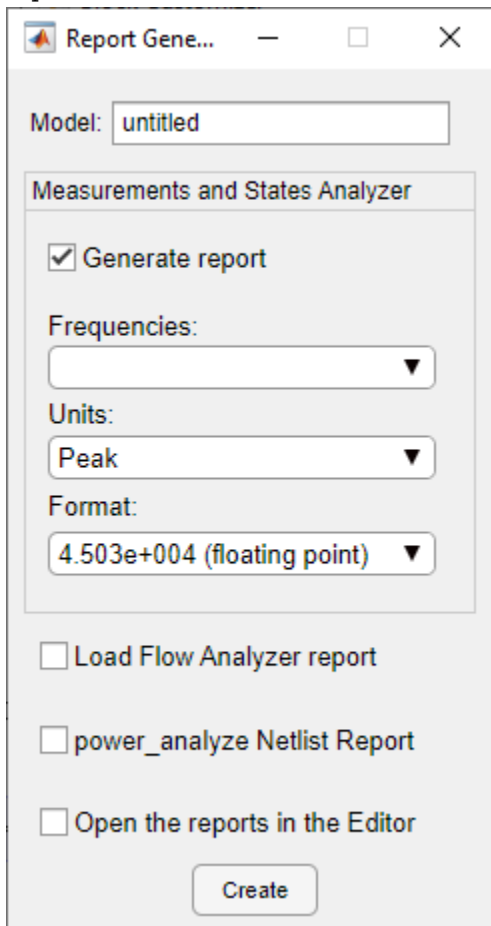 Report Gene...
Model: untitled
Measurements and States Analyzer
Generate report
Frequencies:
Units:
Peak
Format:
4.503e+004 (floating point)
Load Flow Analyzer report
power_analyze Netlist Report
Open the reports in the Editor
Create